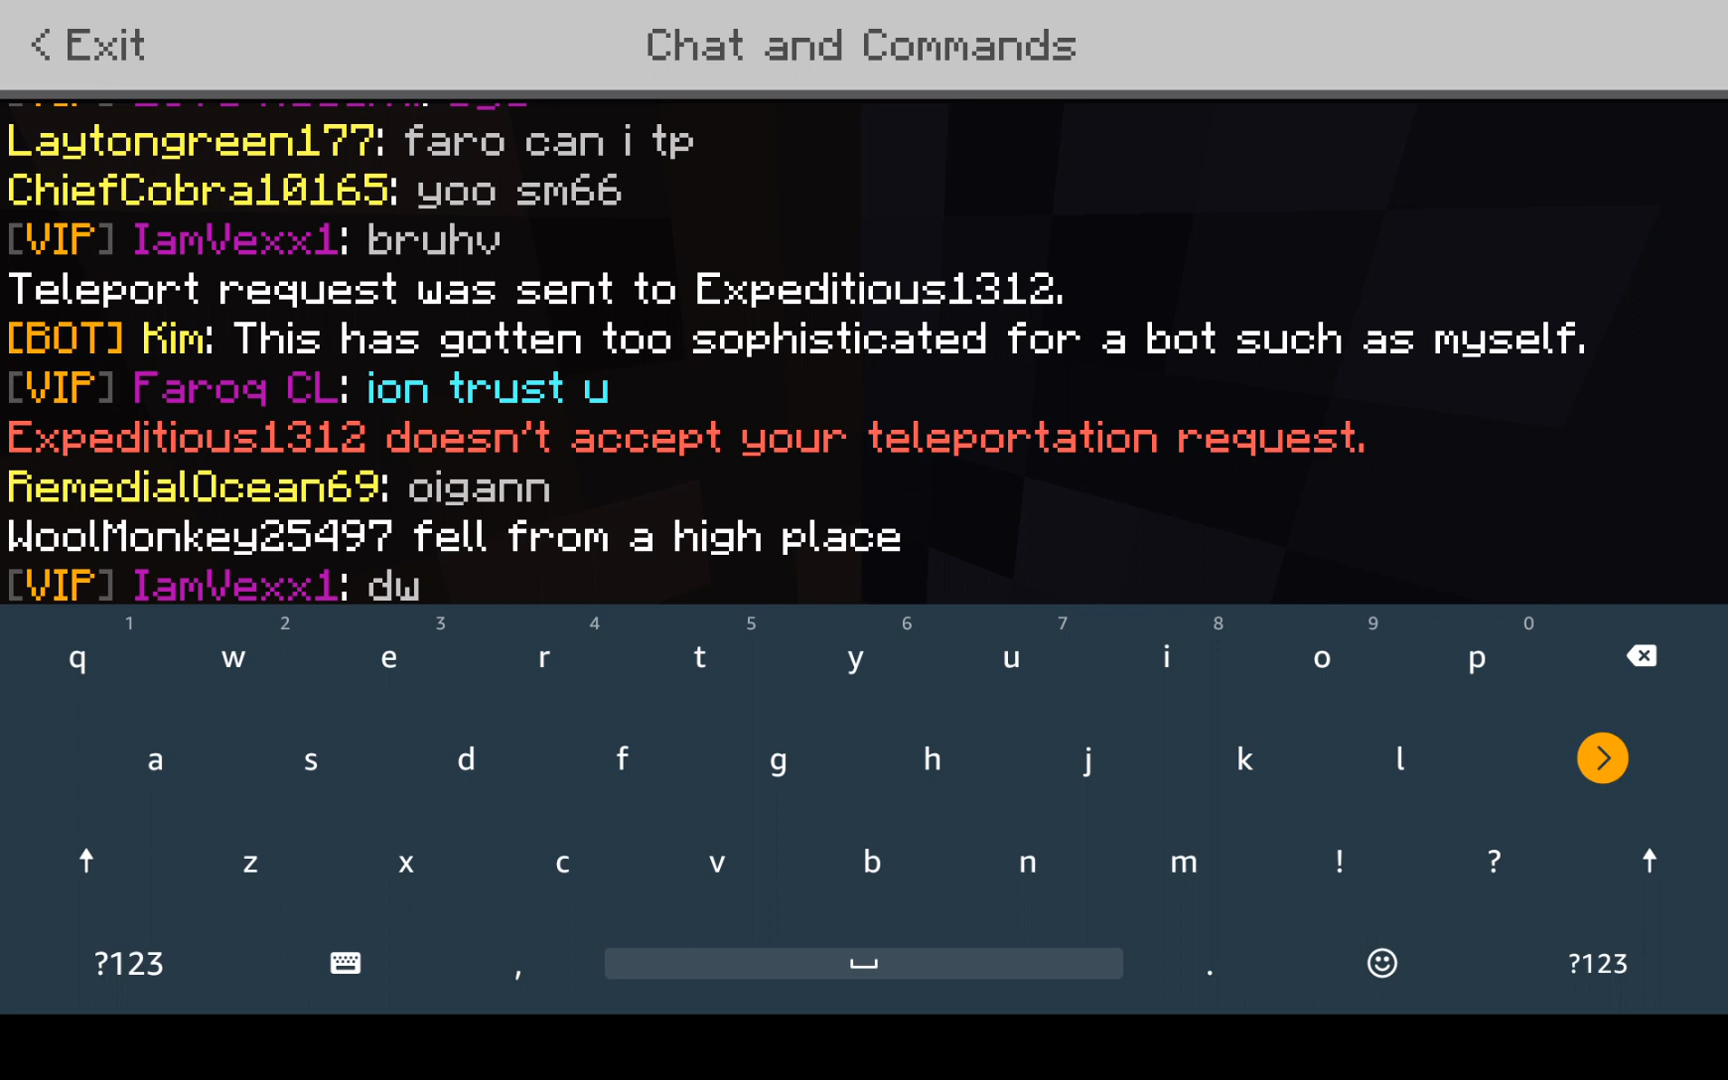 < Exit
Chat and Commands
Laytongreen177: faro can i tp
ChiefCobra10165: yoo sm66
[VIP] IamVexx1: bruhv
Teleport request was sent to Expeditious1312.
[BOT] Kim: This has gotten too sophisticated for a bot such as myself.
[VIP] Faroq CL: ion trust u
Expeditious1312 doesn't accept your teleportation request.
RemedialOcean69: oigann
WoolMonkey25497 fell from a high place
[VIP] IamVexx1: dw
1 2 3 4 5 6 7 8 9 0
q w e r t y u i o p
a s d f g h j k l
z x c v b n m ! ?
?123 , . ?123